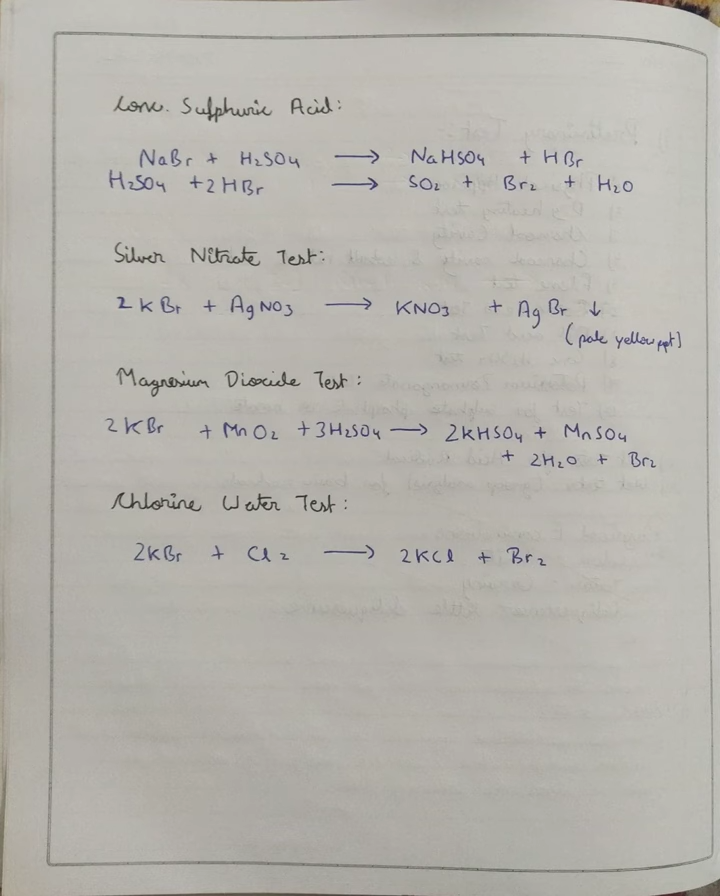 Conc. Sulphuric Acid:
NaBr + H2SO4 → NaHSO4 + HBr
H2SO4 + 2HBr → SO2 + Br2 + H2O
Silver Nitrate Test:
2KBr + AgNO3 → KNO3 + AgBr ↓
(pale yellow ppt)
Magnesium Dioxide Test:
2KBr + MnO2 + 3H2SO4 → 2KHSO4 + MnSO4
+ 2H2O + Br2
Chlorine Water Test:
2KBr + Cl2 → 2KCl + Br2